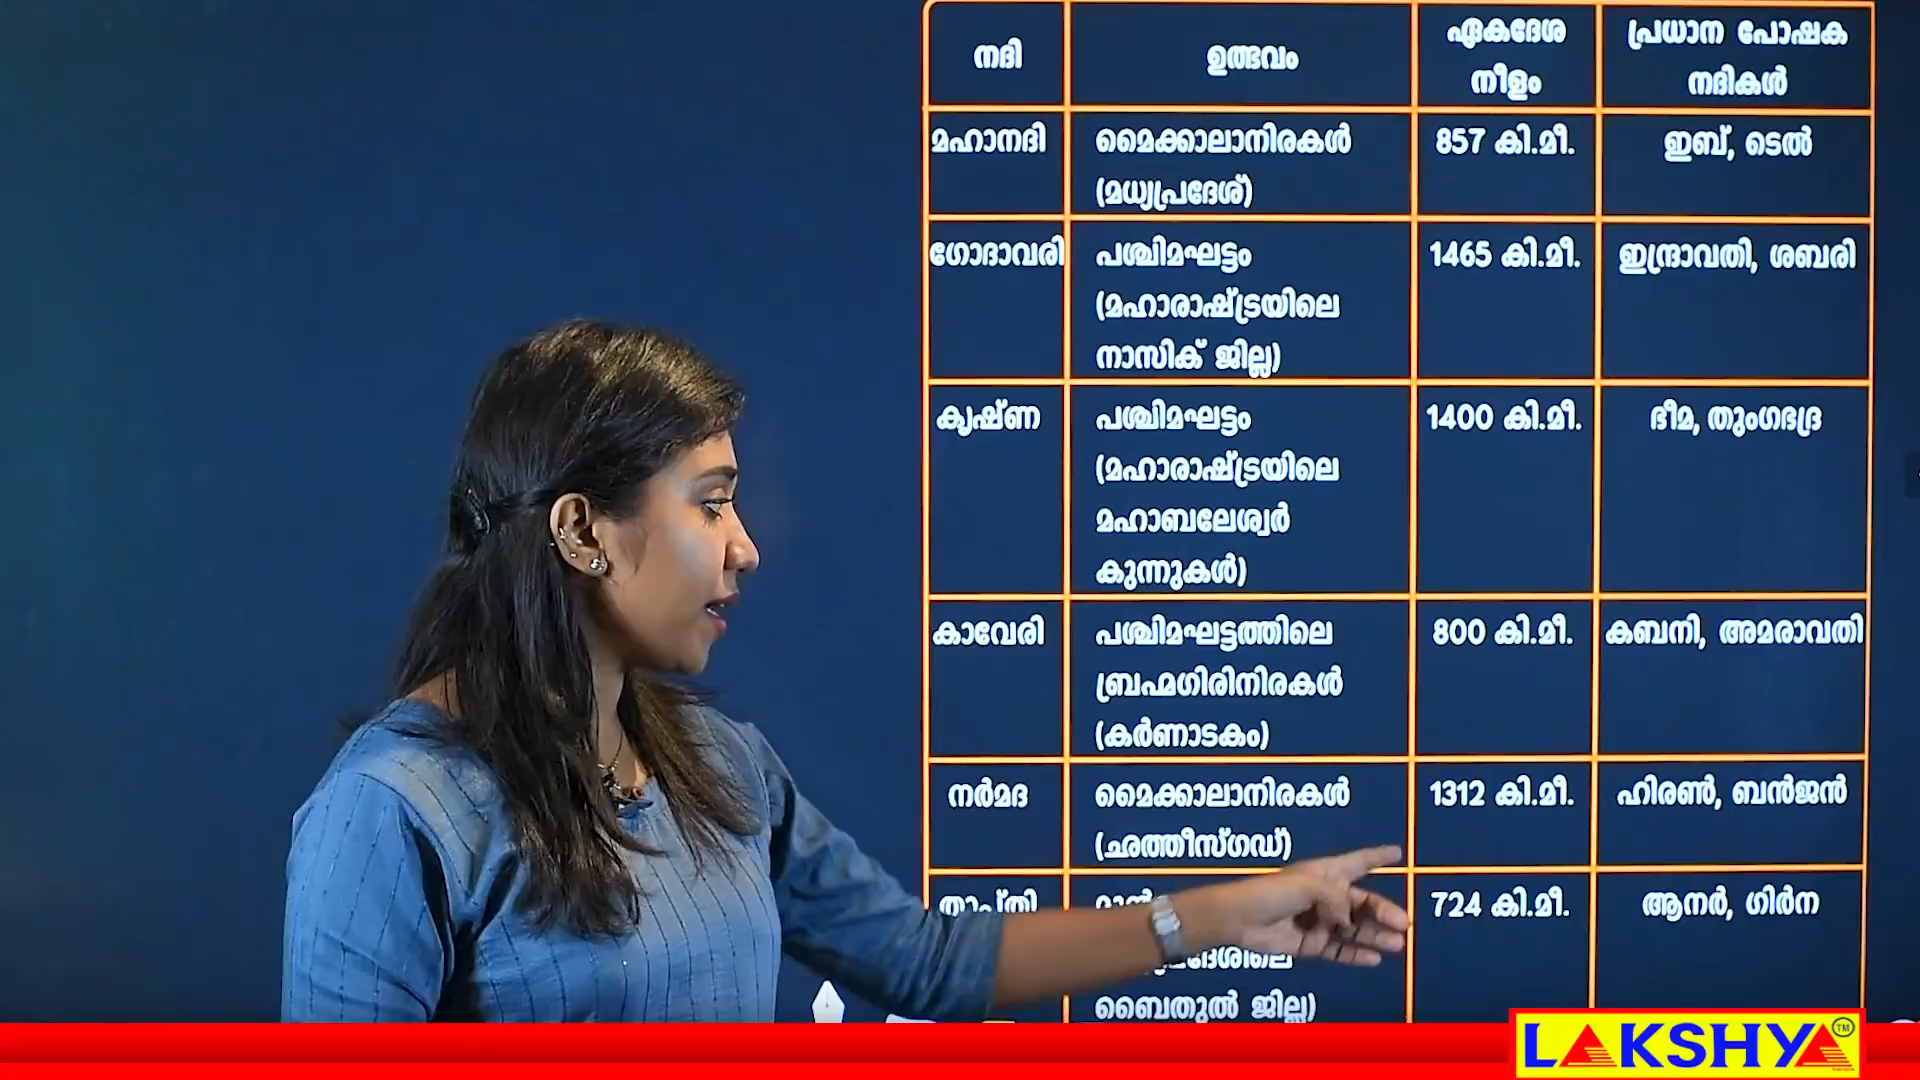 നദി ഉത്ഭവം ഏകദേശ നീളം പ്രധാന പോഷക നദികൾ
മഹാനദി മൈക്കാലാനിരകൾ 857 കി.മീ. ഇബ്, ടെൽ
(മധ്യപ്രദേശ്)
ഗോദാവരി പശ്ചിമഘട്ടം 1465 കി.മീ. ഇന്ദ്രാവതി, ശബരി
(മഹാരാഷ്ട്രയിലെ
നാസിക് ജില്ല)
കൃഷ്ണ പശ്ചിമഘട്ടം 1400 കി.മീ. ഭീമ, തുംഗഭദ്ര
(മഹാരാഷ്ട്രയിലെ
മഹാബലേശ്വർ
കുന്നുകൾ)
കാവേരി പശ്ചിമഘട്ടത്തിലെ 800 കി.മീ. കബനി, അമരാവതി
ബ്രഹ്മഗിരിനിരകൾ
(കർണാടകം)
നർമദ മൈക്കാലാനിരകൾ 1312 കി.മീ. ഹിരൺ, ബൻജൻ
(ഛത്തീസ്ഗഡ്)
താപ്തി 724 കി.മീ. ആനർ, ഗിർന
ബൈതുൽ ജില്ല)
LAKSHYA TM